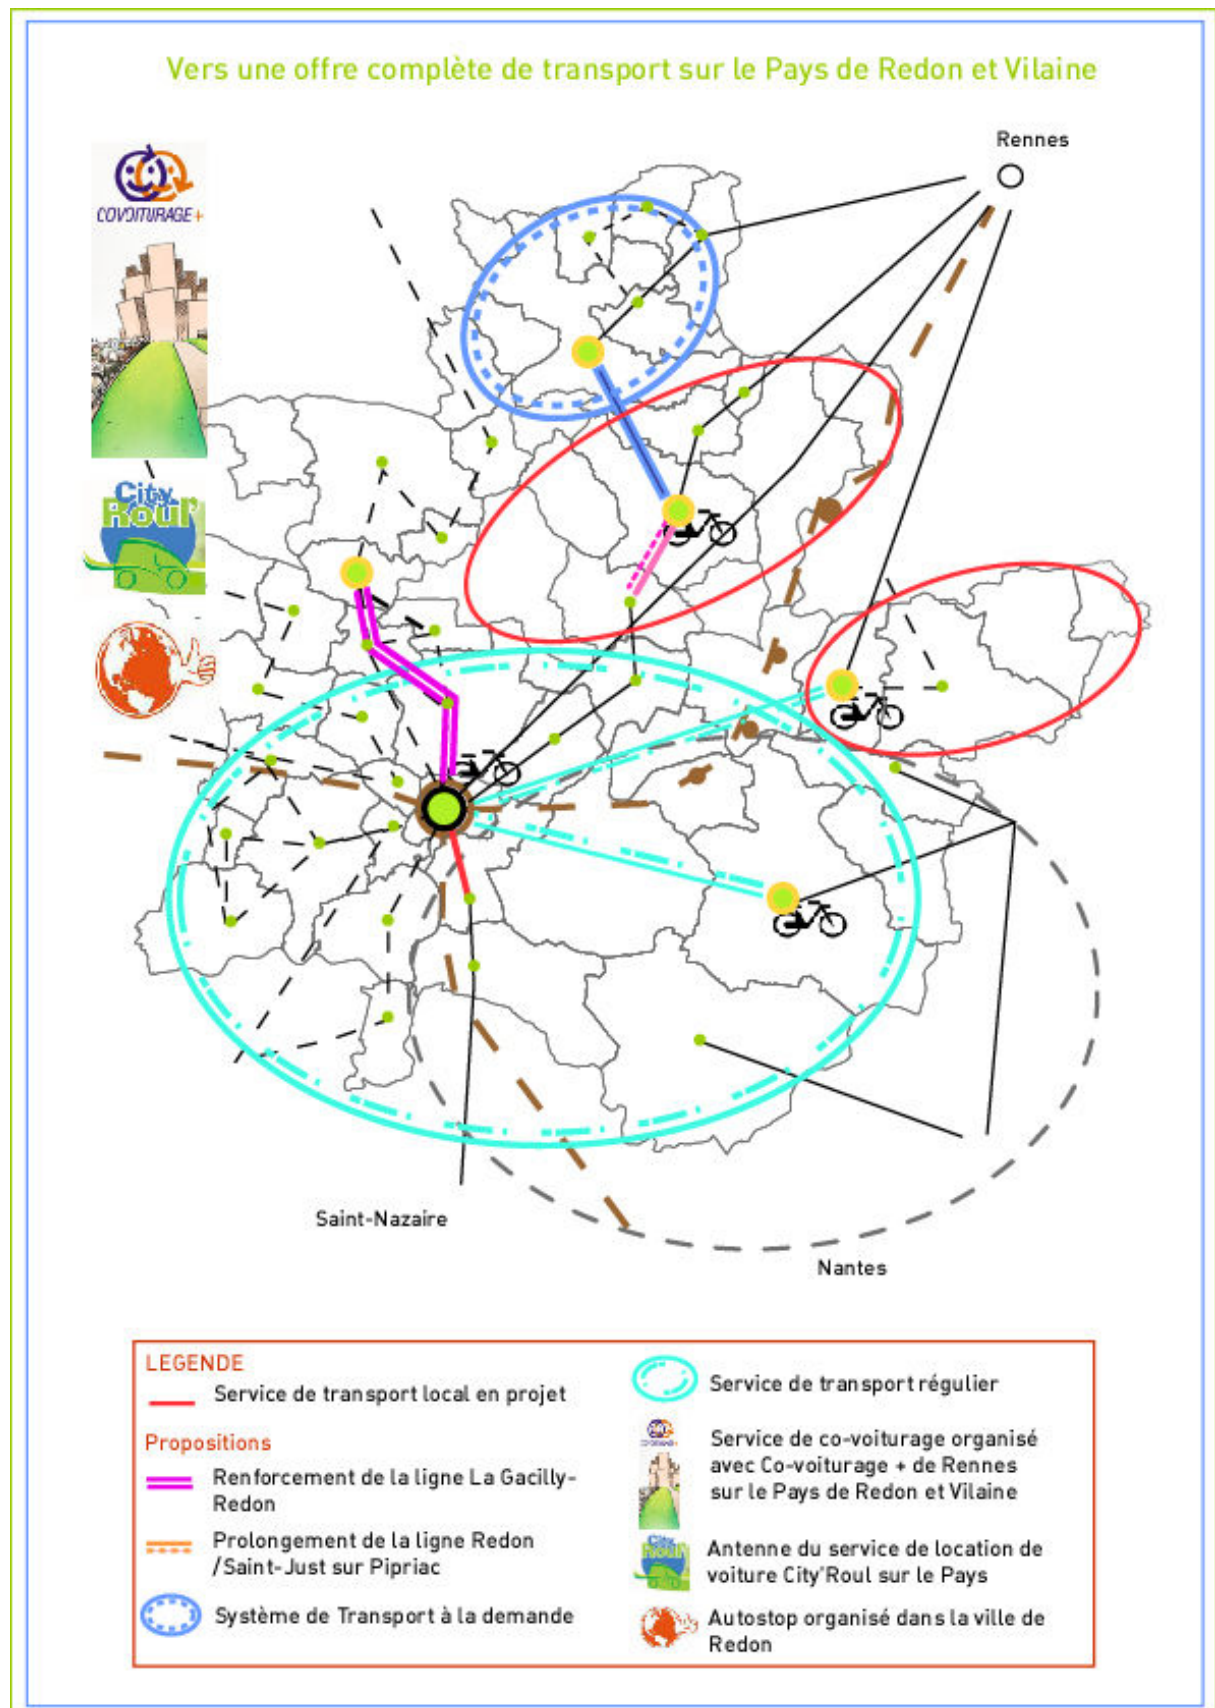 Vers une offre complète de transport sur le Pays de Redon et Vilaine
Rennes
COVOITURAGE+
City
Roul'
Saint-Nazaire
Nantes
LEGENDE
Service de transport local en projet
Propositions
Renforcement de la ligne La Gacilly-
Redon
Prolongement de la ligne Redon
/Saint-Just sur Pipriac
Système de Transport à la demande
Service de transport régulier
Service de co-voiturage organisé
avec Co-voiturage + de Rennes
sur le Pays de Redon et Vilaine
City
Roul'
Antenne du service de location de
voiture City'Roul sur le Pays
Autostop organisé dans la ville de
Redon